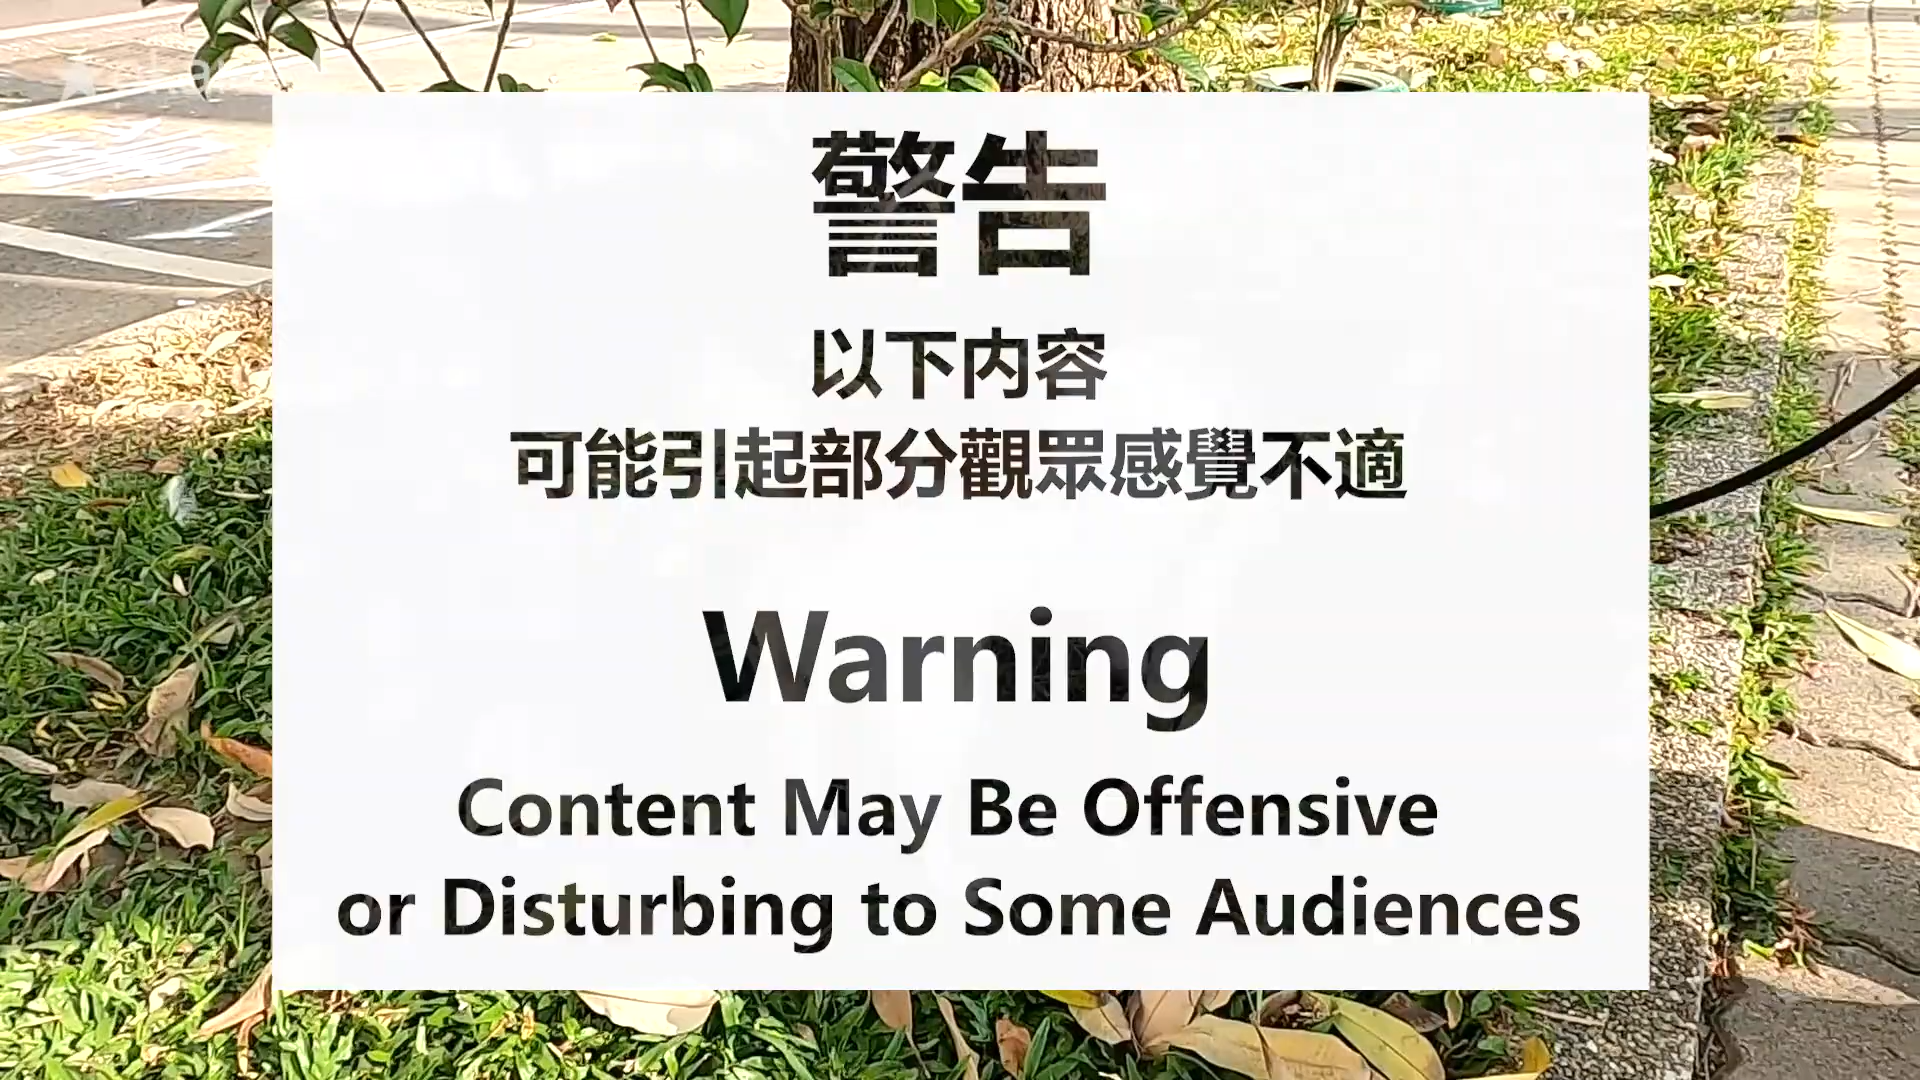 警告
以下内容
可能引起部分觀眾感覺不適
Warning
Content May Be Offensive
or Disturbing to Some Audiences